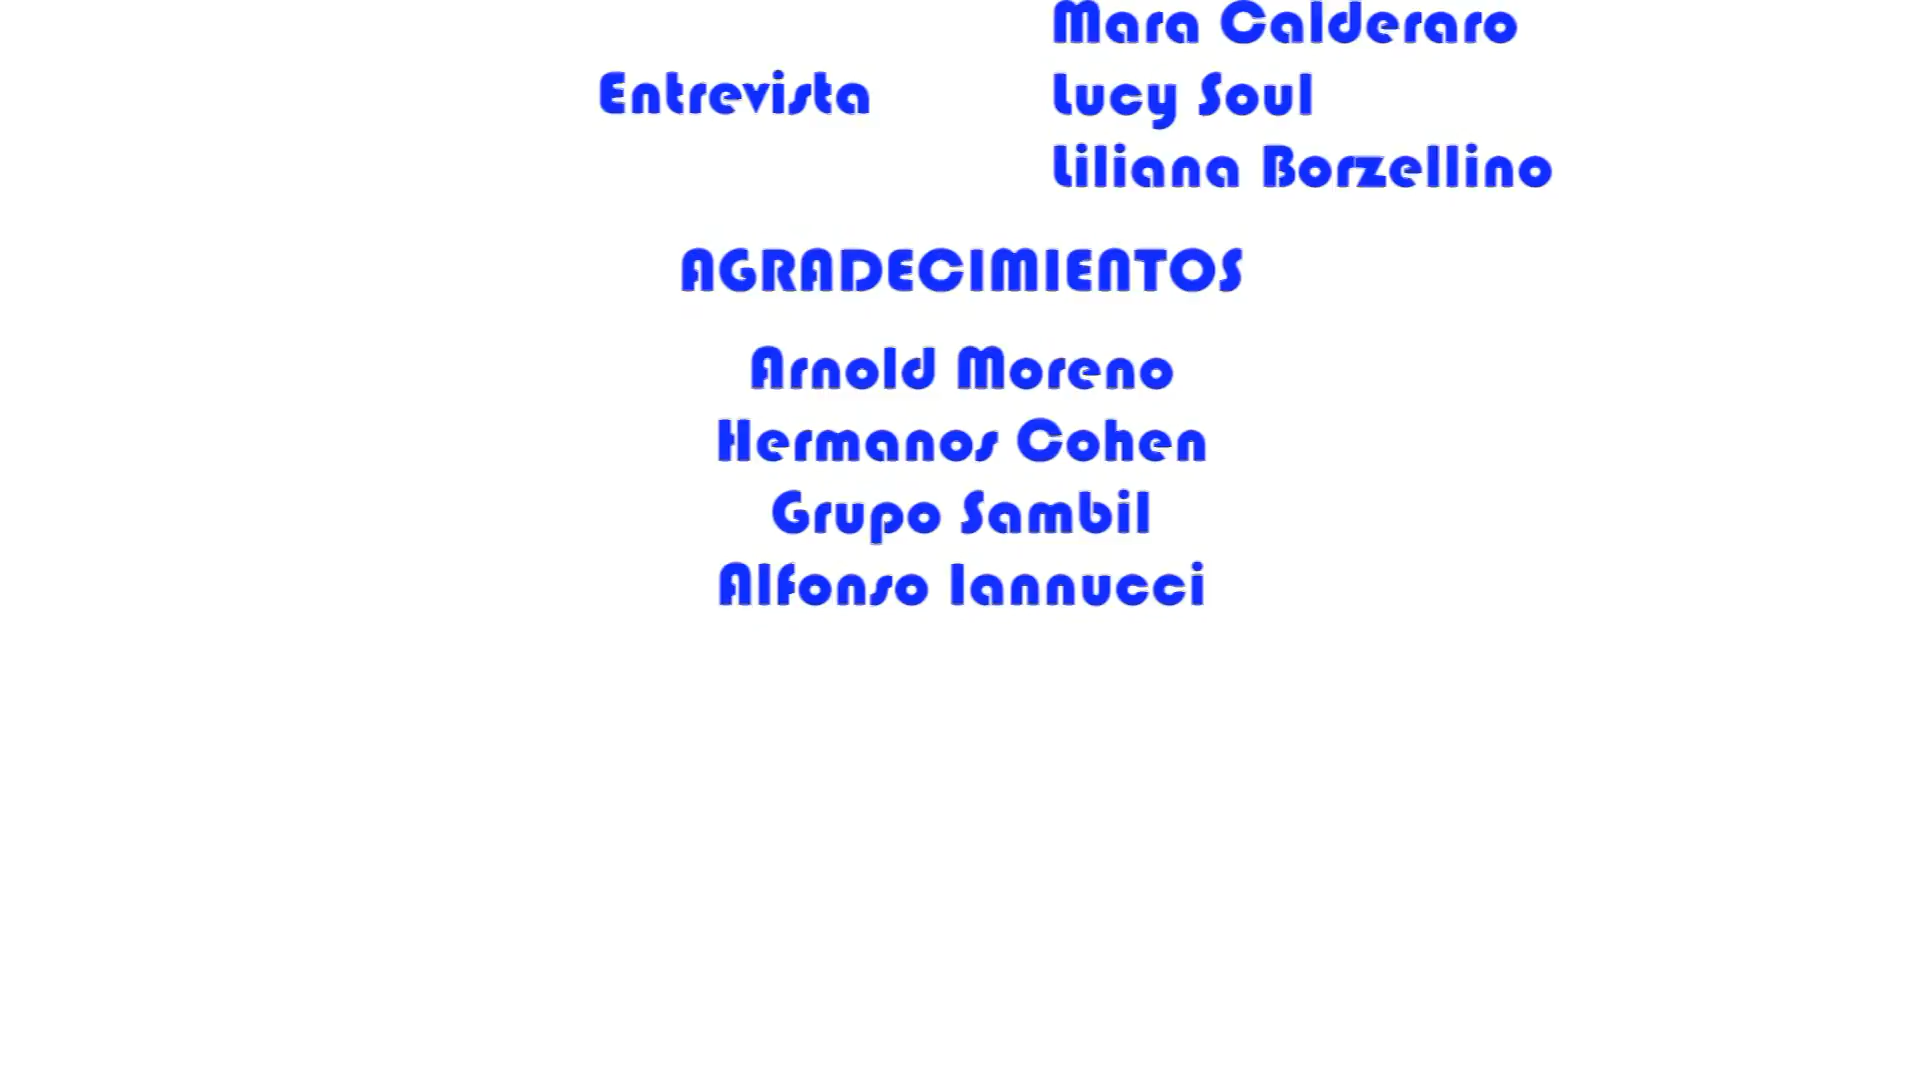 Mara Calderaro
Entrevista Lucy Soul
Liliana Borzellino
AGRADECIMIENTOS
Arnold Moreno
Hermanos Cohen
Grupo Sambil
Alfonso Iannucci